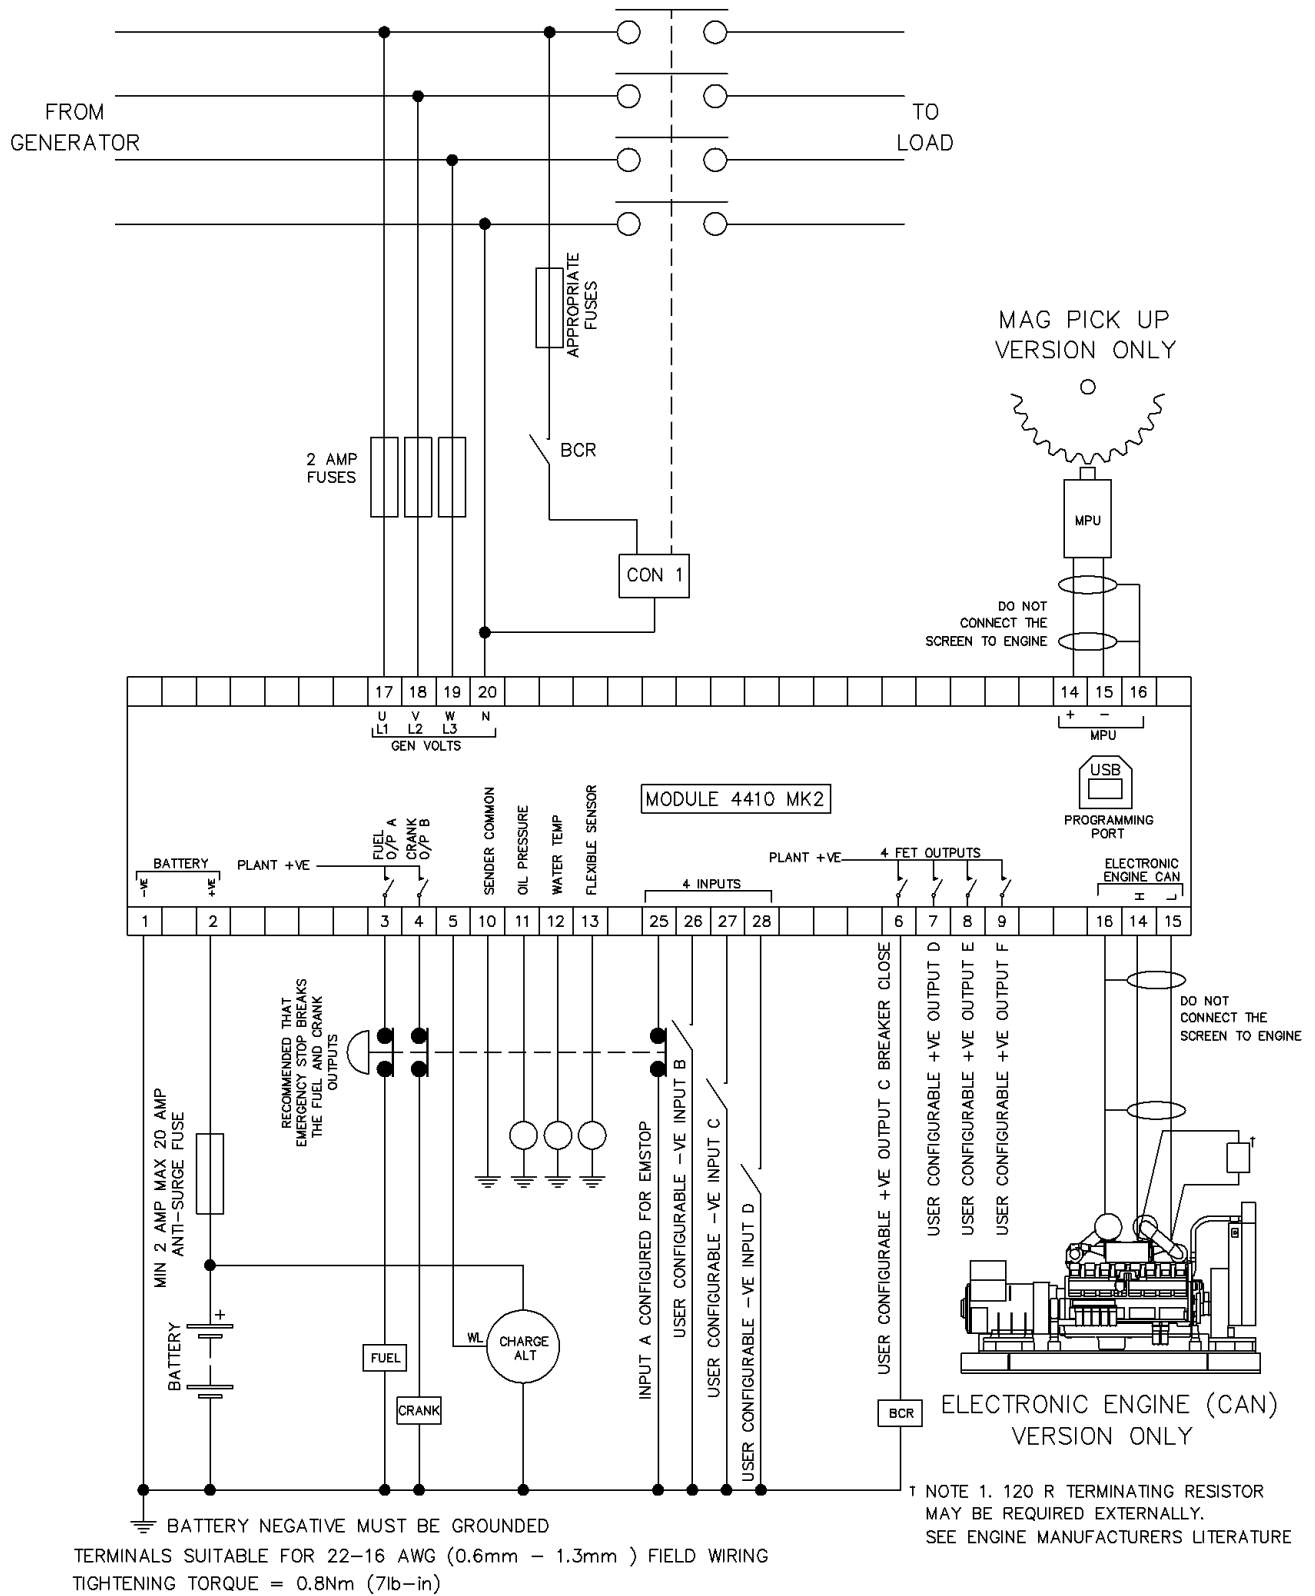 FROM
GENERATOR
TO
LOAD
APPROPRIATE
FUSES
MAG PICK UP
VERSION ONLY
2 AMP
FUSES
BCR
MPU
CON 1
DO NOT
CONNECT THE
SCREEN TO ENGINE
17 18 19 20
14 15 16
U V W N
L1 L2 L3
GEN VOLTS
+ −
MPU
USB
PROGRAMMING
PORT
MODULE 4410 MK2
BATTERY
-VE
+VE
PLANT +VE
FUEL
O/P A
CRANK
O/P B
SENDER COMMON
OIL PRESSURE
WATER TEMP
FLEXIBLE SENSOR
4 INPUTS
PLANT +VE
4 FET OUTPUTS
ELECTRONIC
ENGINE CAN
H
L
1 2 3 4 5 10 11 12 13 25 26 27 28 6 7 8 9 16 14 15
RECOMMENDED THAT
EMERGENCY STOP BREAKS
THE FUEL AND CRANK
OUTPUTS
MIN 2 AMP MAX 20 AMP
ANTI-SURGE FUSE
INPUT A CONFIGURED FOR EMSTOP
USER CONFIGURABLE -VE INPUT B
USER CONFIGURABLE -VE INPUT C
USER CONFIGURABLE -VE INPUT D
USER CONFIGURABLE +VE OUTPUT C BREAKER CLOSE
USER CONFIGURABLE +VE OUTPUT D
USER CONFIGURABLE +VE OUTPUT E
USER CONFIGURABLE +VE OUTPUT F
DO NOT
CONNECT THE
SCREEN TO ENGINE
†
+
BATTERY
WL
CHARGE
ALT
FUEL
CRANK
BCR
ELECTRONIC ENGINE (CAN)
VERSION ONLY
† NOTE 1. 120 R TERMINATING RESISTOR
MAY BE REQUIRED EXTERNALLY.
SEE ENGINE MANUFACTURERS LITERATURE
BATTERY NEGATIVE MUST BE GROUNDED
TERMINALS SUITABLE FOR 22-16 AWG (0.6mm - 1.3mm ) FIELD WIRING
TIGHTENING TORQUE = 0.8Nm (7lb-in)